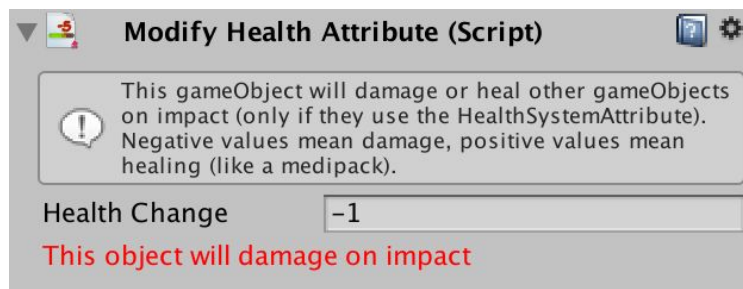 -5
Modify Health Attribute (Script)
This gameObject will damage or heal other gameObjects
on impact (only if they use the HealthSystemAttribute).
Negative values mean damage, positive values mean
healing (like a medipack).
Health Change -1
This object will damage on impact